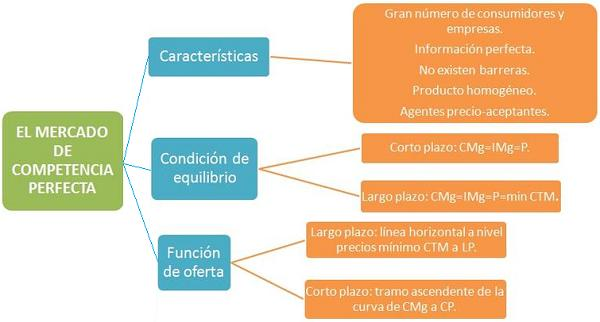 EL MERCADO
DE
COMPETENCIA
PERFECTA
Características
Gran número de consumidores y
empresas.
Información perfecta.
No existen barreras.
Producto homogéneo.
Agentes precio-aceptantes.
Condición de
equilibrio
Corto plazo: CMg=IMg=P.
Largo plazo: CMg=IMg=P=min CTM.
Función
de oferta
Largo plazo: línea horizontal a nivel
precios mínimo CTM a LP.
Corto plazo: tramo ascendente de la
curva de CMg a CP.